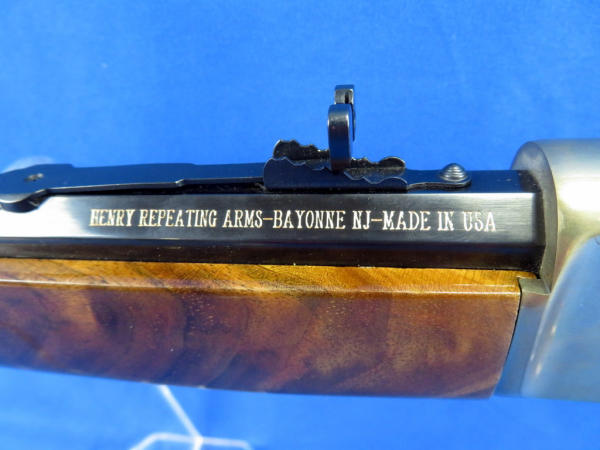 HENRY REPEATING ARMS-BAYONNE NJ-MADE IN USA